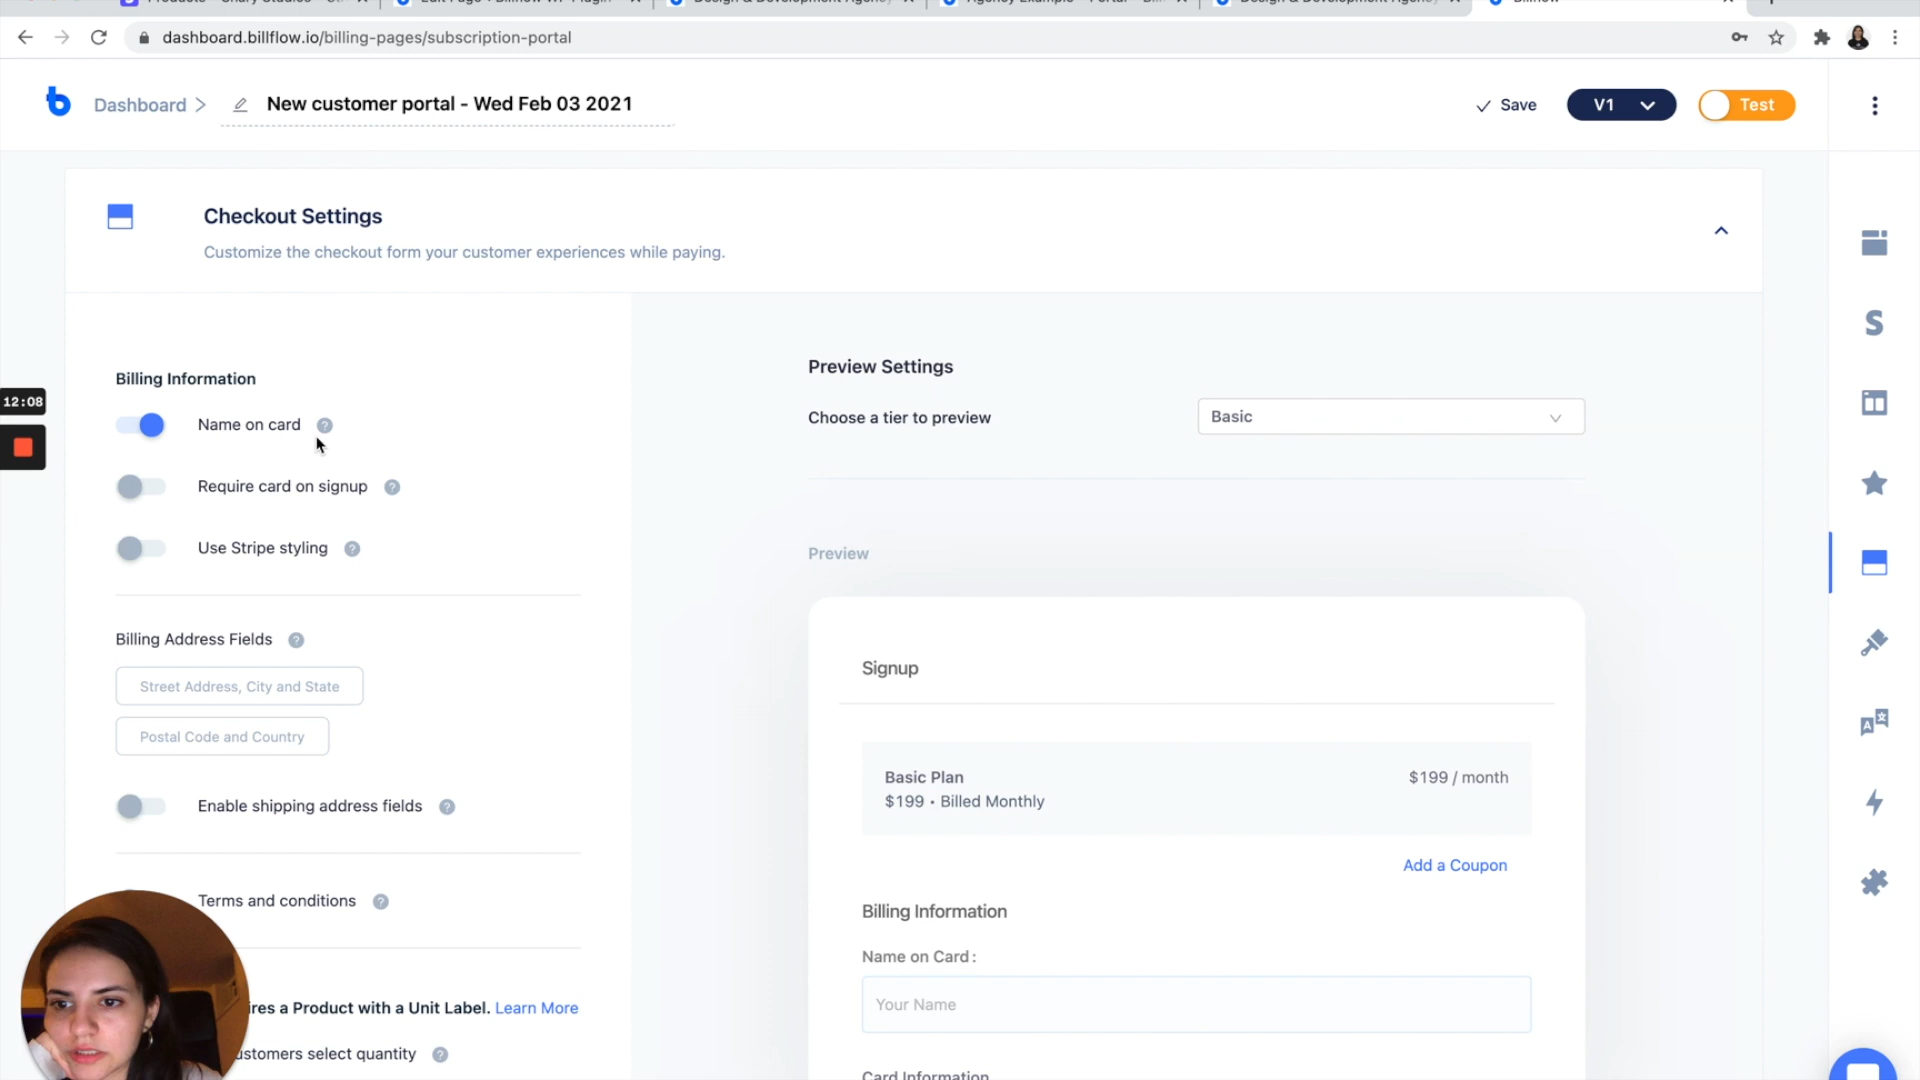 dashboard.billflow.io/billing-pages/subscription-portal
Dashboard > New customer portal - Wed Feb 03 2021
Save
V1
Test
Checkout Settings
Customize the checkout form your customer experiences while paying.
Billing Information
Name on card ?
Require card on signup ?
Use Stripe styling ?
Billing Address Fields ?
Street Address, City and State
Postal Code and Country
Enable shipping address fields ?
Terms and conditions ?
a Product with a Unit Label. Learn More
select quantity ?
12:08
Preview Settings
Choose a tier to preview
Basic
Preview
Signup
Basic Plan
$199 / month
$199 • Billed Monthly
Add a Coupon
Billing Information
Name on Card :
Your Name
Card Information
S